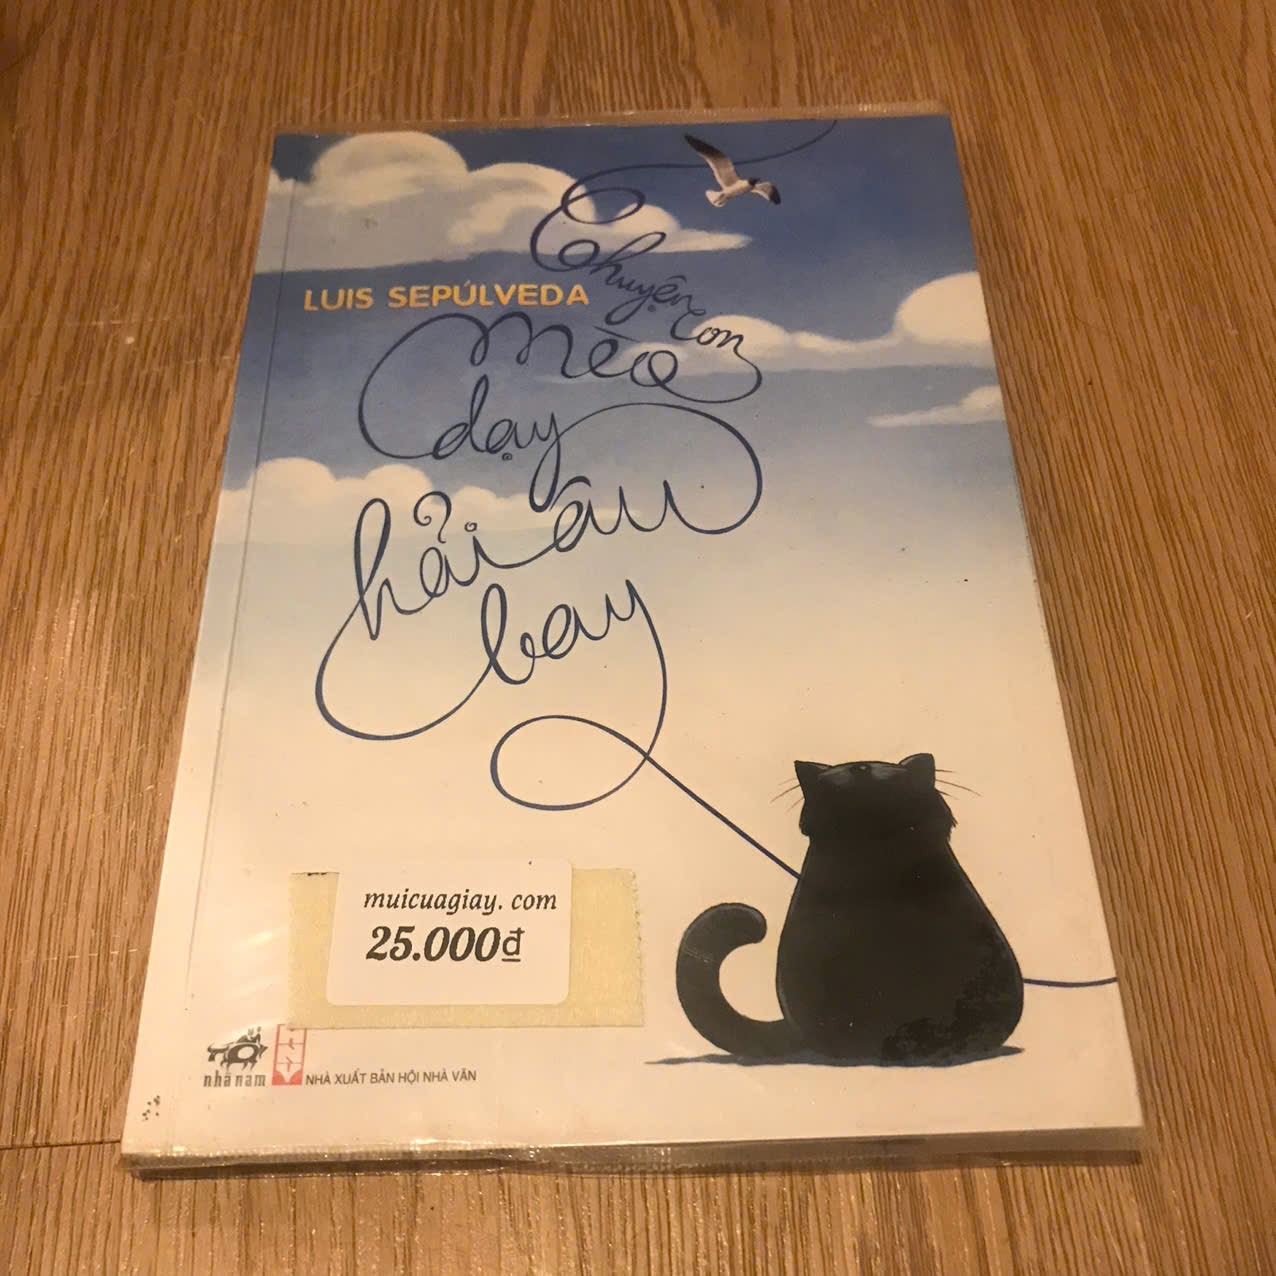 LUIS SEPÚLVEDA
Chuyện con
mèo
dạy
hải âu
bay
muicuagiay. com
25.000đ
nhã nam
NHÀ XUẤT BẢN HỘI NHÀ VĂN